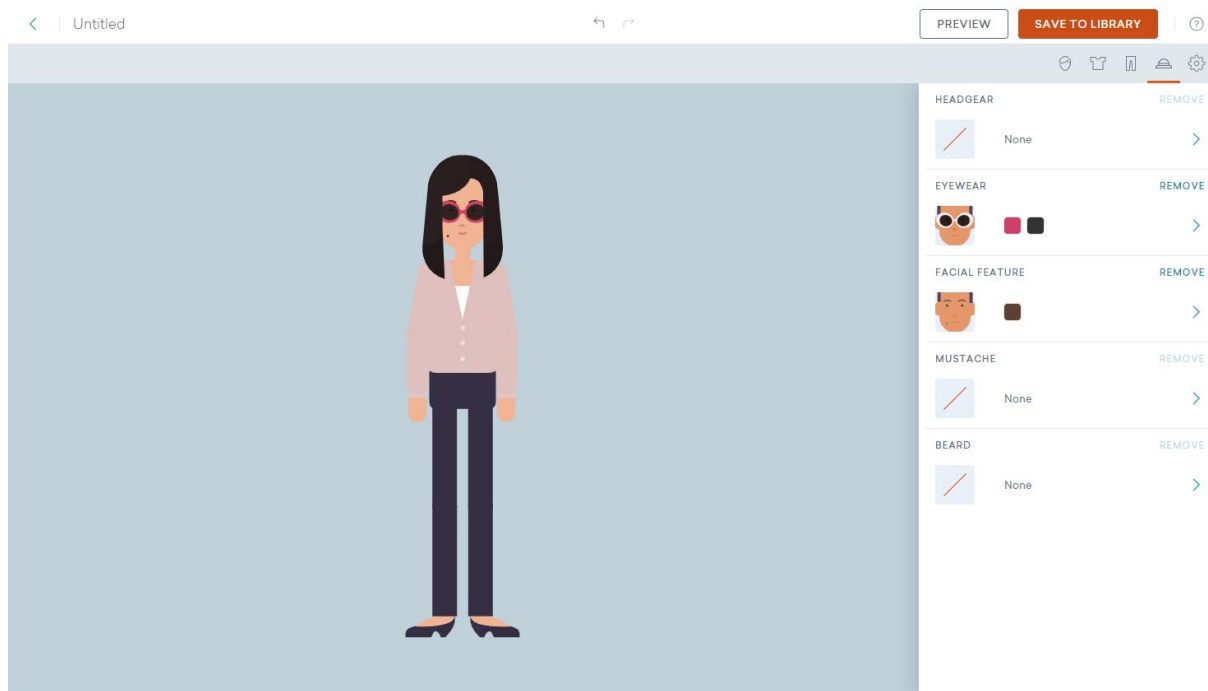 Untitled
PREVIEW
SAVE TO LIBRARY
?
HEADGEAR REMOVE
None
EYEWEAR REMOVE
FACIAL FEATURE REMOVE
MUSTACHE REMOVE
None
BEARD REMOVE
None